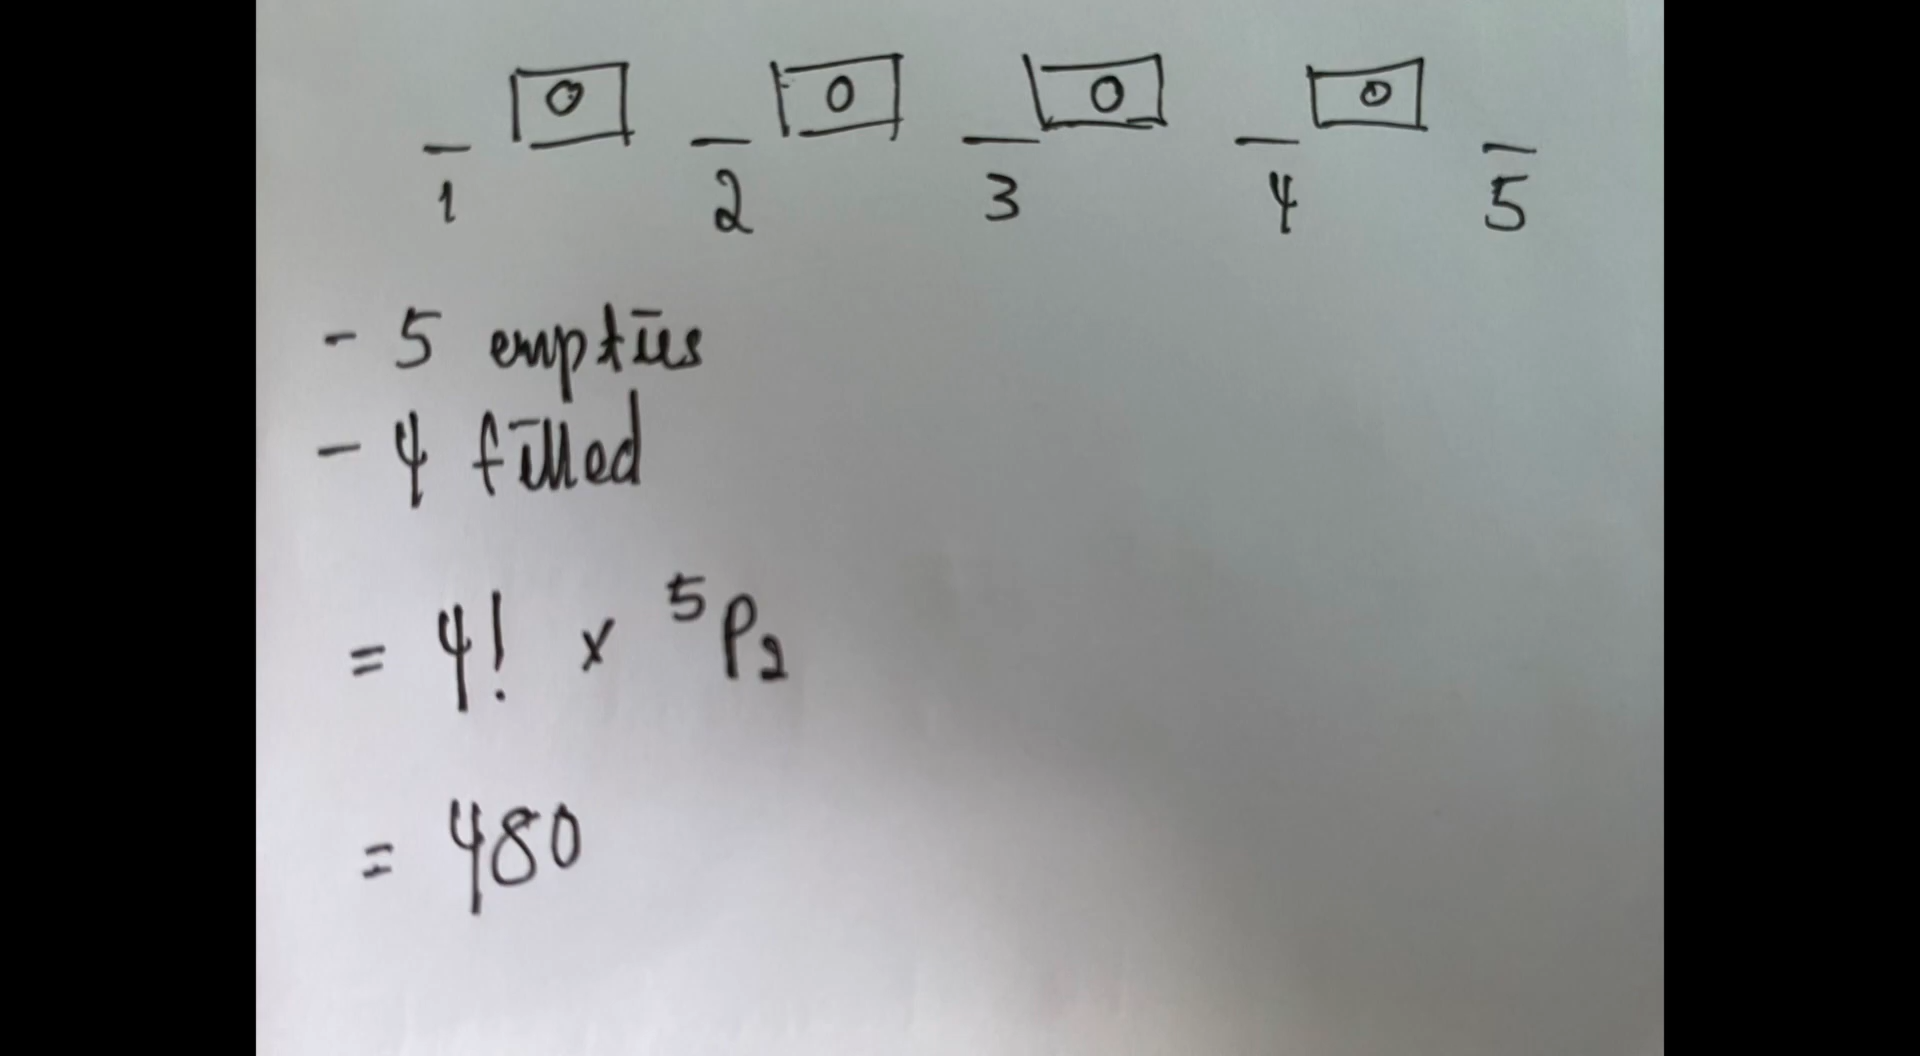 0 0 0 0
1 2 3 4 5
- 5 empties
- 4 filled
= 4! x ⁵P₂
= 480